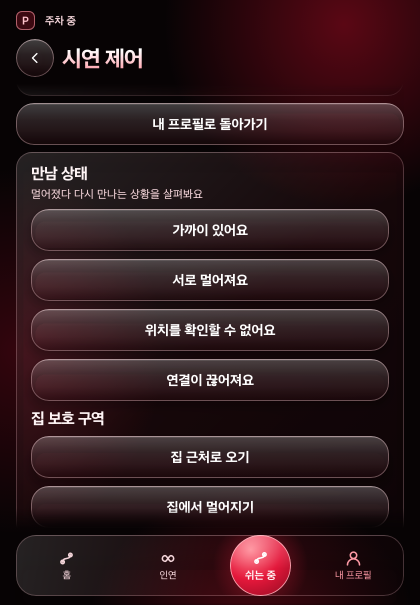 P 주차 중
시연 제어
내 프로필로 돌아가기
만남 상태
멀어졌다 다시 만나는 상황을 살펴봐요
가까이 있어요
서로 멀어져요
위치를 확인할 수 없어요
연결이 끊어져요
집 보호 구역
집 근처로 오기
집에서 멀어지기
홈 인연 쉬는 중 내 프로필